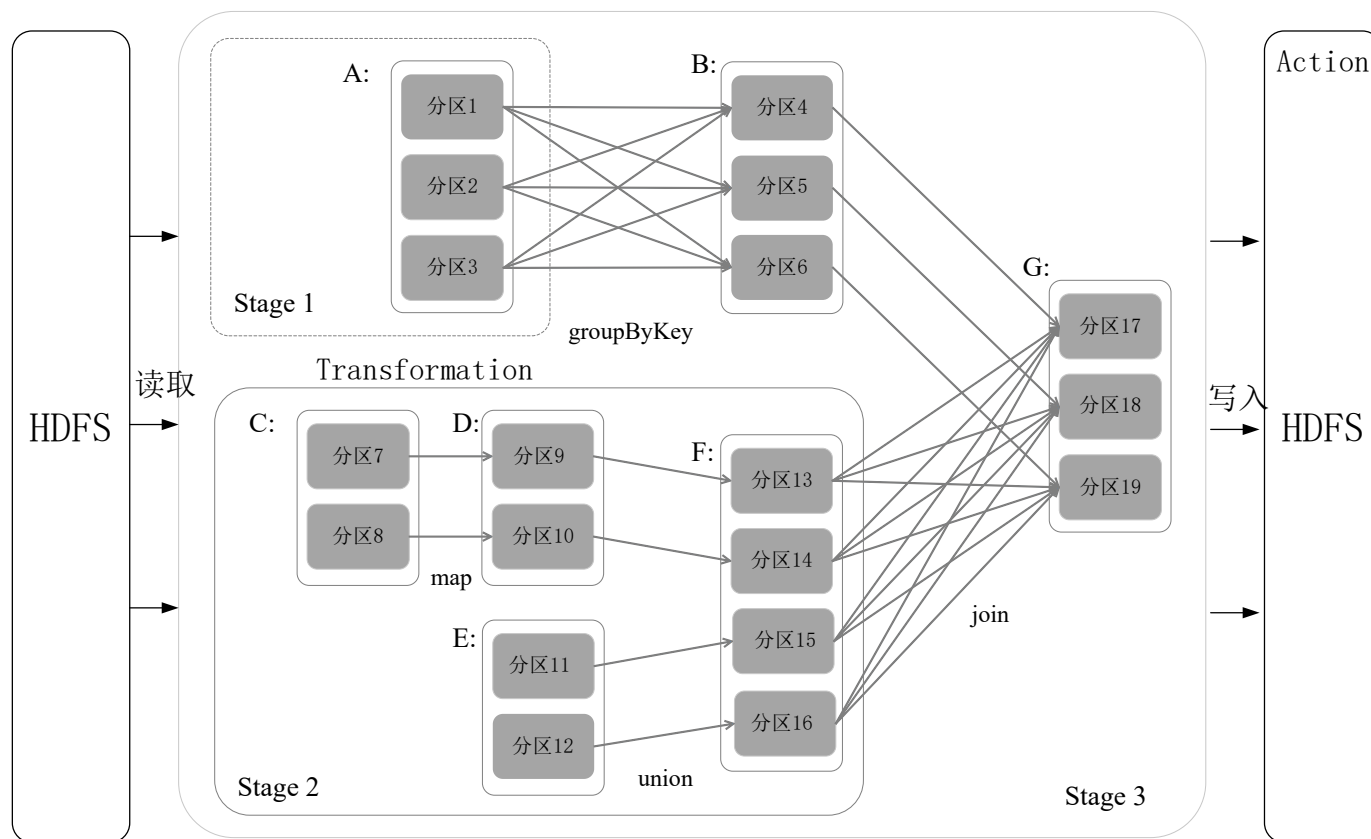 HDFS
读取
Stage 1
A:
分区1
分区2
分区3
groupByKey
B:
分区4
分区5
分区6
Transformation
Stage 2
C:
分区7
分区8
map
D:
分区9
分区10
E:
分区11
分区12
union
F:
分区13
分区14
分区15
分区16
join
G:
分区17
分区18
分区19
Stage 3
写入
Action
HDFS